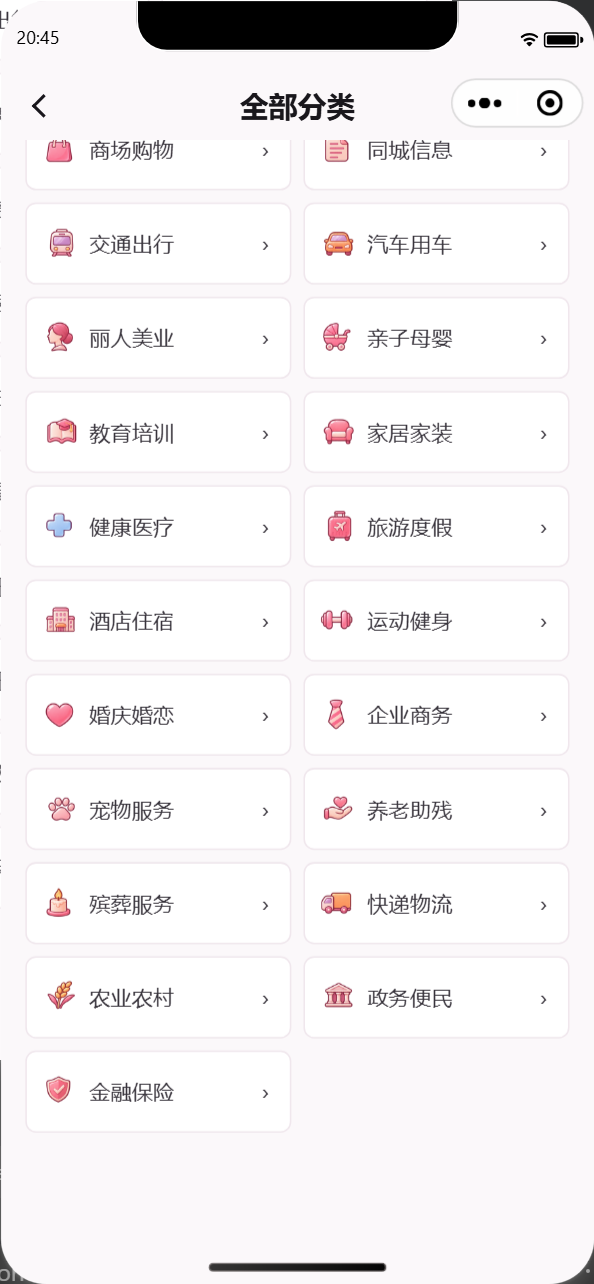 20:45
全部分类
商场购物 ›
同城信息 ›
交通出行 ›
汽车用车 ›
丽人美业 ›
亲子母婴 ›
教育培训 ›
家居家装 ›
健康医疗 ›
旅游度假 ›
酒店住宿 ›
运动健身 ›
婚庆婚恋 ›
企业商务 ›
宠物服务 ›
养老助残 ›
殡葬服务 ›
快递物流 ›
农业农村 ›
政务便民 ›
金融保险 ›